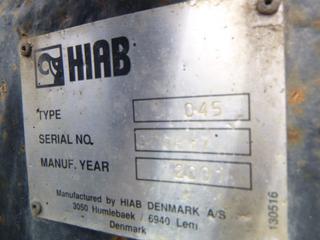 HIAB
TYPE 045
SERIAL NO.
MANUF. YEAR 2001
Manufactured by HIAB DENMARK A/S
3050 Humlebaek / 6940 Lem
Denmark
130516